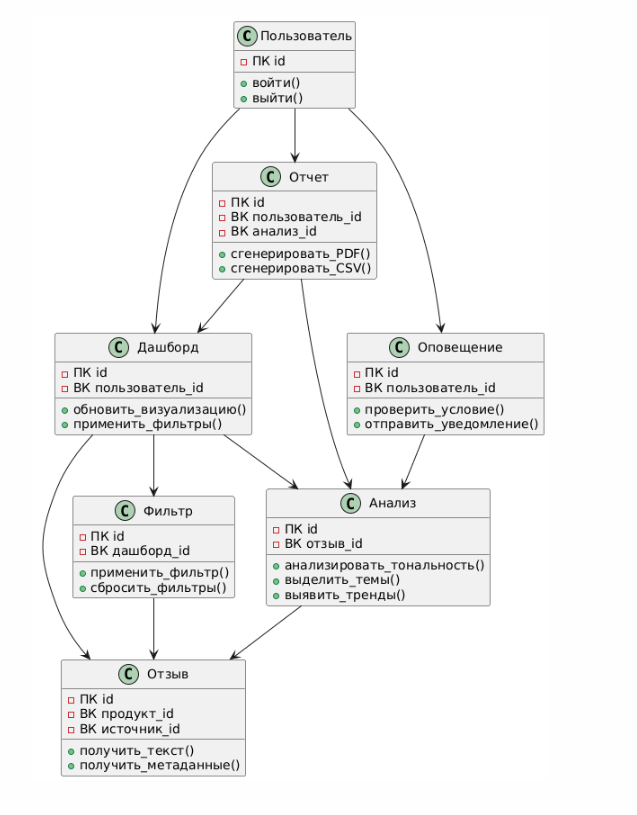 C Пользователь
ПК id
войти()
выйти()
C Отчет
ПК id
ВК пользователь_id
ВК анализ_id
сгенерировать_PDF()
сгенерировать_CSV()
C Дашборд
ПК id
ВК пользователь_id
обновить_визуализацию()
применить_фильтры()
C Оповещение
ПК id
ВК пользователь_id
проверить_условие()
отправить_уведомление()
C Фильтр
ПК id
ВК дашборд_id
применить_фильтр()
сбросить_фильтры()
C Анализ
ПК id
ВК отзыв_id
анализировать_тональность()
выделить_темы()
выявить_тренды()
C Отзыв
ПК id
ВК продукт_id
ВК источник_id
получить_текст()
получить_метаданные()